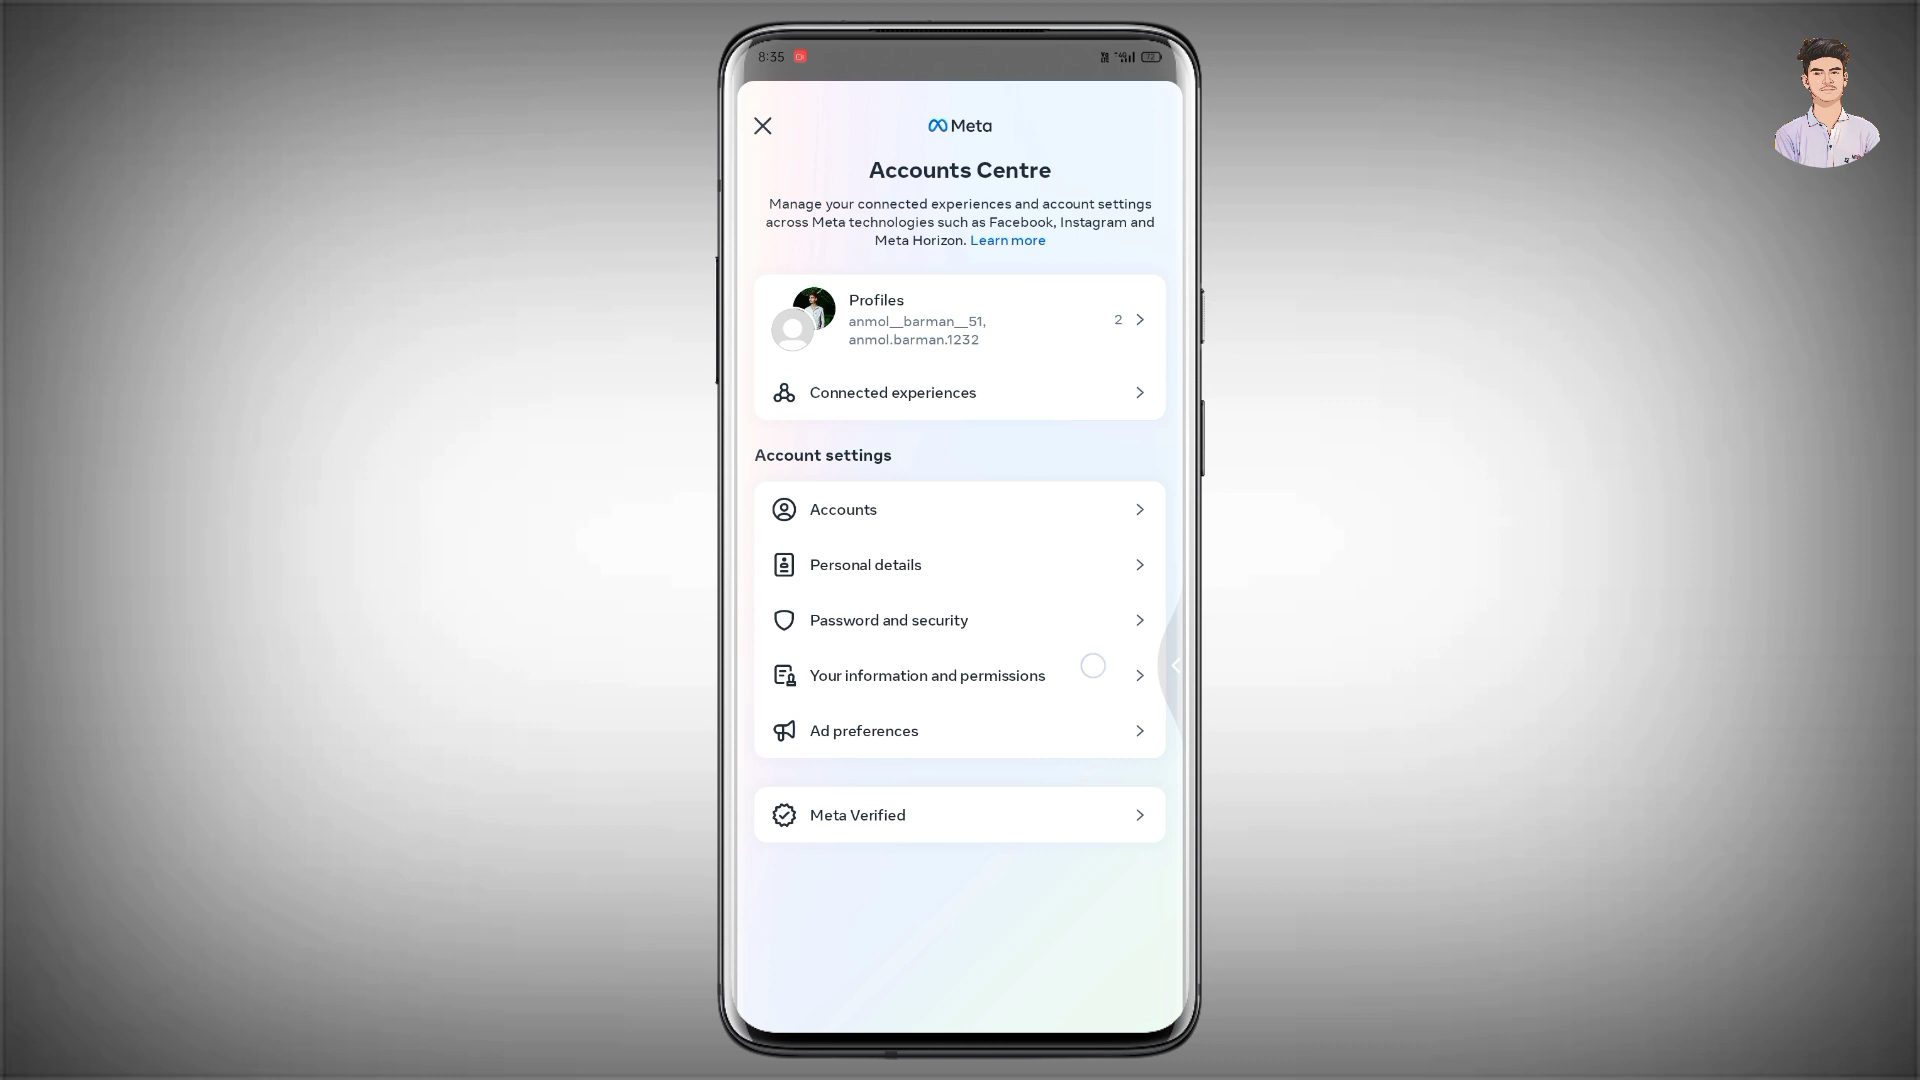 8:35
Meta
Accounts Centre
Manage your connected experiences and account settings
across Meta technologies such as Facebook, Instagram and
Meta Horizon. Learn more
Profiles
anmol__barman__51,
anmol.barman.1232
2
Connected experiences
Account settings
Accounts
Personal details
Password and security
Your information and permissions
Ad preferences
Meta Verified